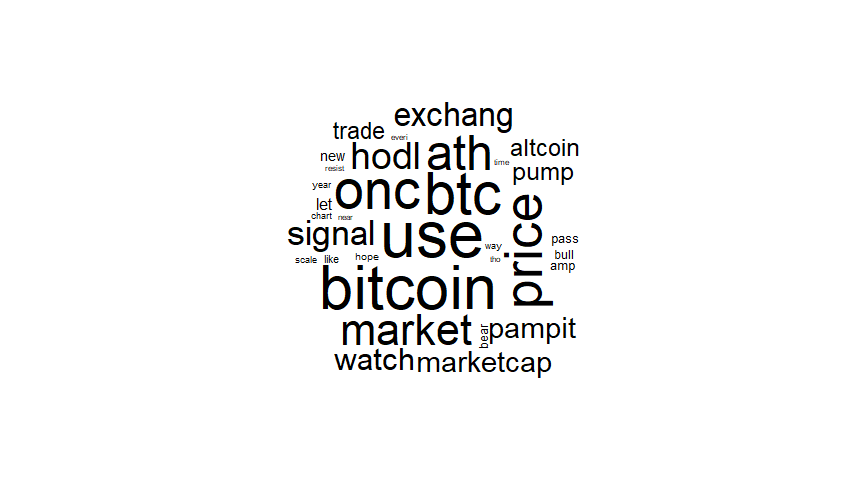 exchang
trade
everi
hodl
ath
altcoin
new
time
resist
pump
year
onc
btc
let
chart
near
price
signal
use
way
pass
scale
like
hope
tho
bull
amp
bitcoin
market
bear
pampit
watch
marketcap